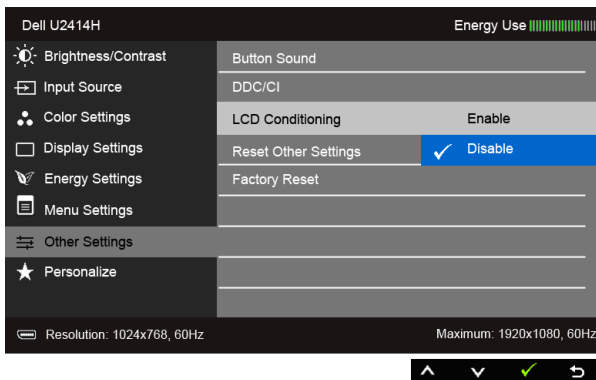 Dell U2414H
Energy Use
Brightness/Contrast
Button Sound
Input Source
DDC/CI
Color Settings
LCD Conditioning
Enable
Display Settings
Reset Other Settings
Disable
Energy Settings
Factory Reset
Menu Settings
Other Settings
Personalize
Resolution: 1024x768, 60Hz
Maximum: 1920x1080, 60Hz